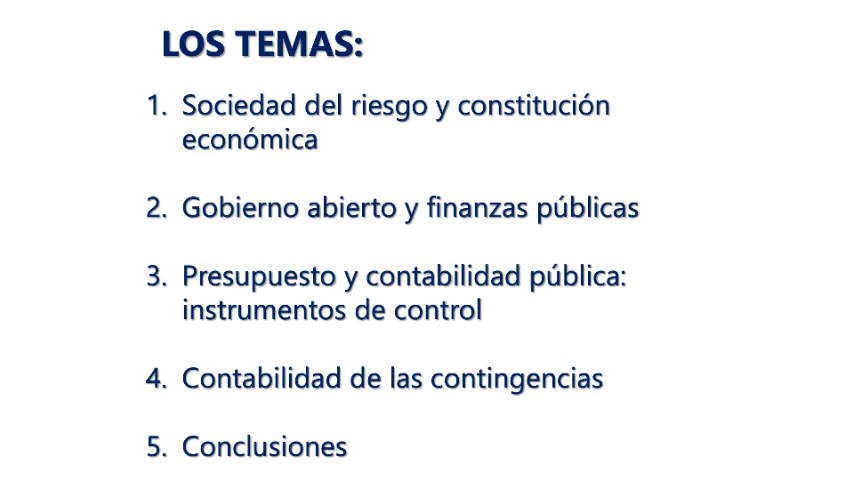 LOS TEMAS:
1. Sociedad del riesgo y constitución
económica
2. Gobierno abierto y finanzas públicas
3. Presupuesto y contabilidad pública:
instrumentos de control
4. Contabilidad de las contingencias
5. Conclusiones